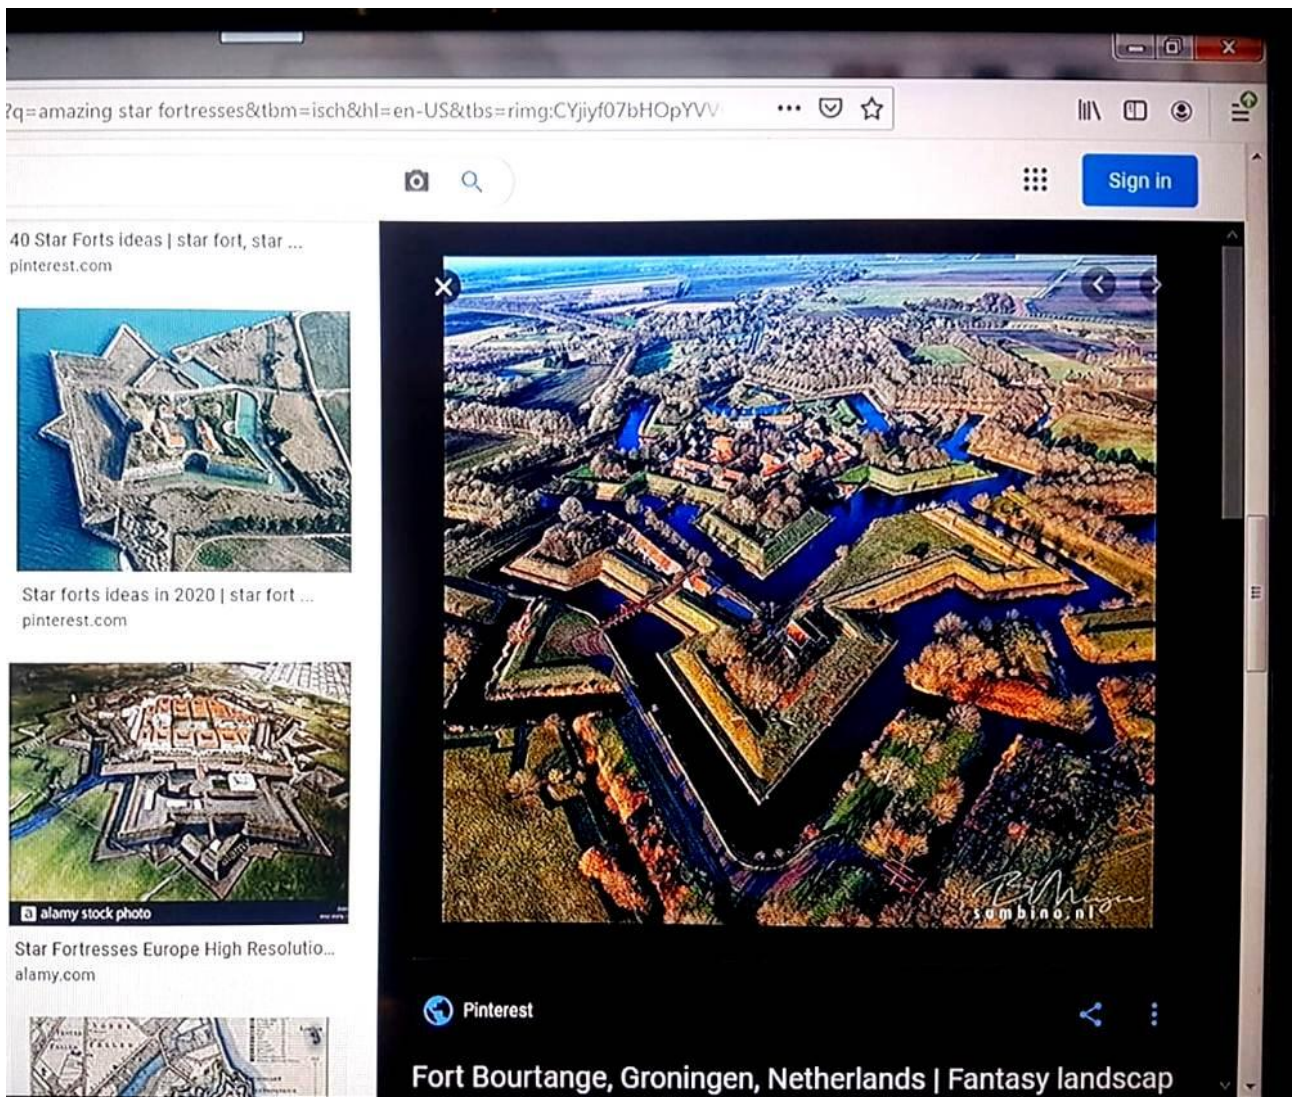 ?q=amazing star fortresses&tbm=isch&hl=en-US&tbs=rimg:CYjiyf07bHOpYVV
Sign in
40 Star Forts ideas | star fort, star ...
pinterest.com
Star forts ideas in 2020 | star fort ...
pinterest.com
alamy
a alamy stock photo
Star Fortresses Europe High Resolutio...
alamy.com
sambino.nl
Pinterest
Fort Bourtange, Groningen, Netherlands | Fantasy landscap